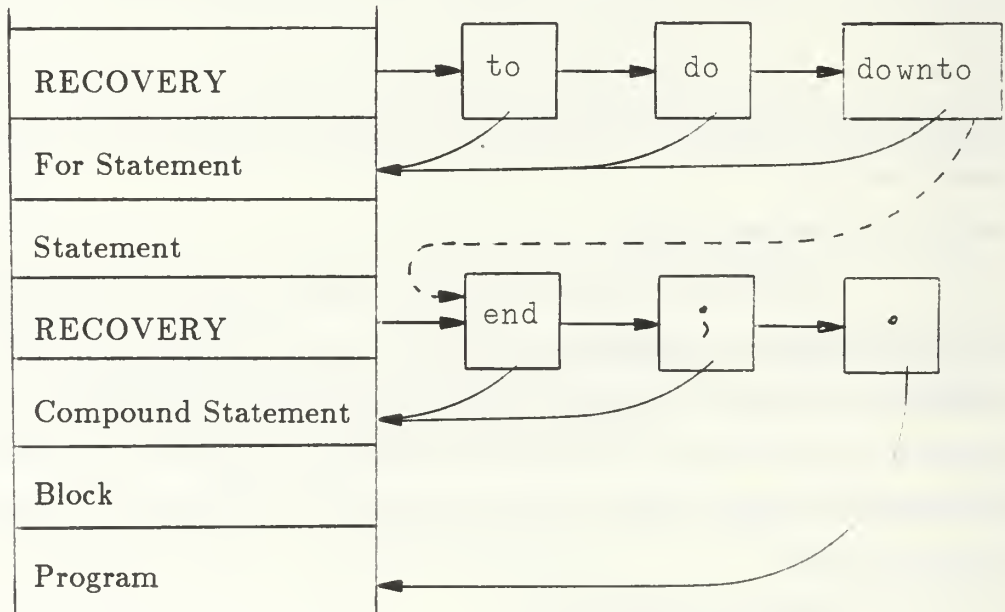 RECOVERY to do downto
For Statement
Statement
RECOVERY end ; .
Compound Statement
Block
Program